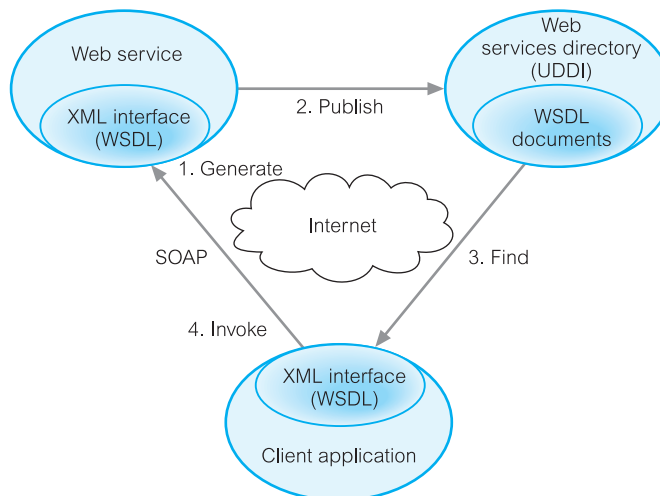 Web service
XML interface
(WSDL)
2. Publish
Web
services directory
(UDDI)
WSDL
documents
1. Generate
Internet
SOAP
3. Find
4. Invoke
XML interface
(WSDL)
Client application